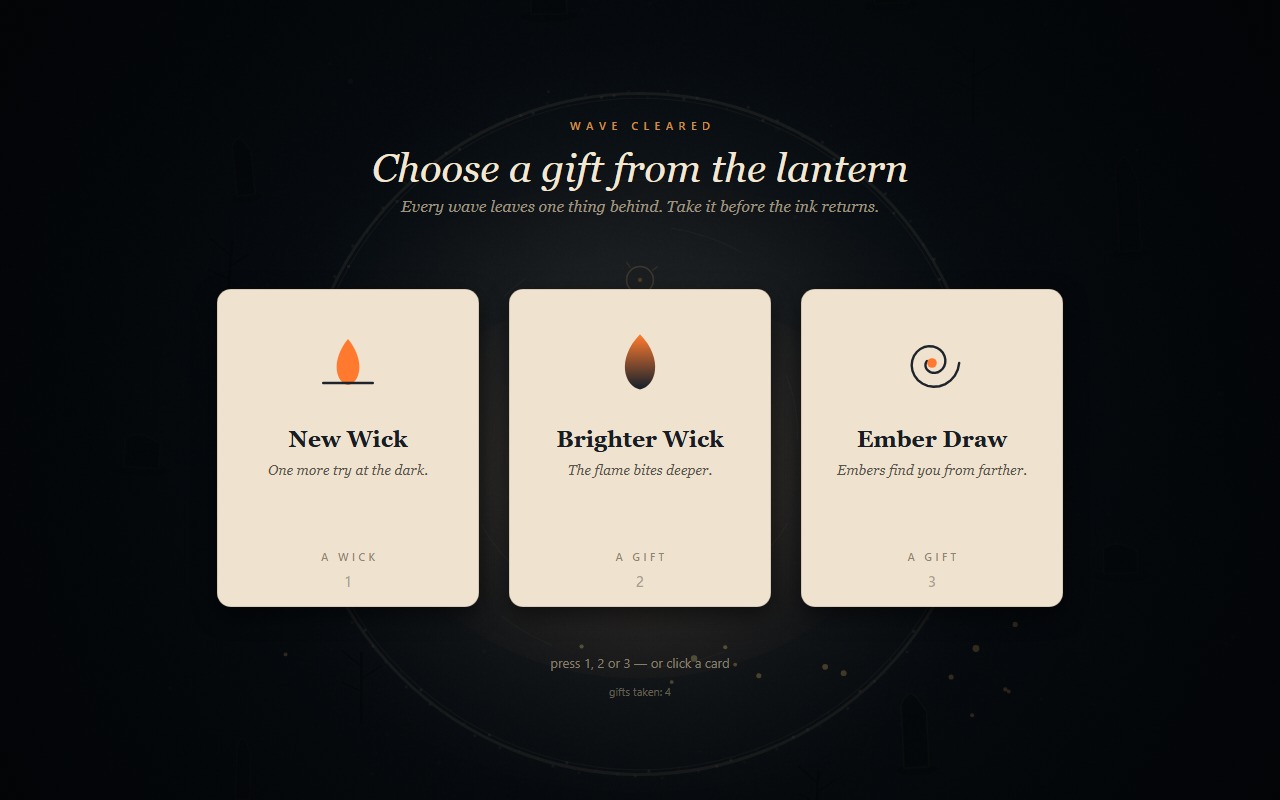 WAVE CLEARED
Choose a gift from the lantern
Every wave leaves one thing behind. Take it before the ink returns.
New Wick
One more try at the dark.
A WICK
1
Brighter Wick
The flame bites deeper.
A GIFT
2
Ember Draw
Embers find you from farther.
A GIFT
3
press 1, 2 or 3 — or click a card
gifts taken: 4